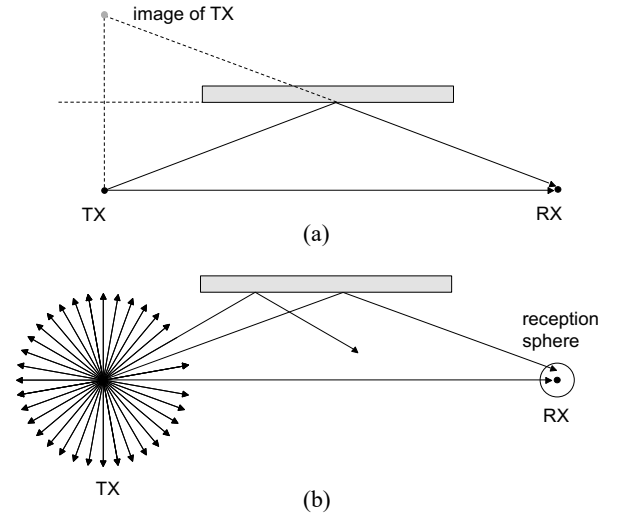 image of TX
TX
RX
(a)
reception
sphere
RX
TX
(b)